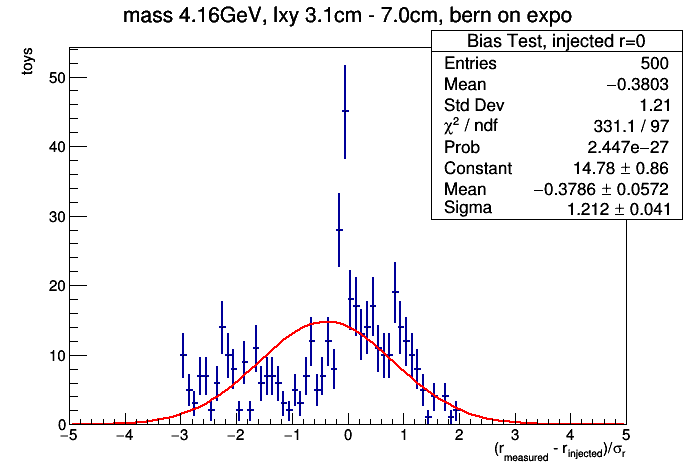 mass 4.16GeV, lxy 3.1cm - 7.0cm, bern on expo
Bias Test, injected r=0
Entries 500
Mean −0.3803
Std Dev 1.21
χ² / ndf 331.1 / 97
Prob 2.447e−27
Constant 14.78 ± 0.86
Mean −0.3786 ± 0.0572
Sigma 1.212 ± 0.041
toys
50
40
30
20
10
0
−5 −4 −3 −2 −1 0 1 2 3 4 5
(r_measured - r_injected)/σ_r